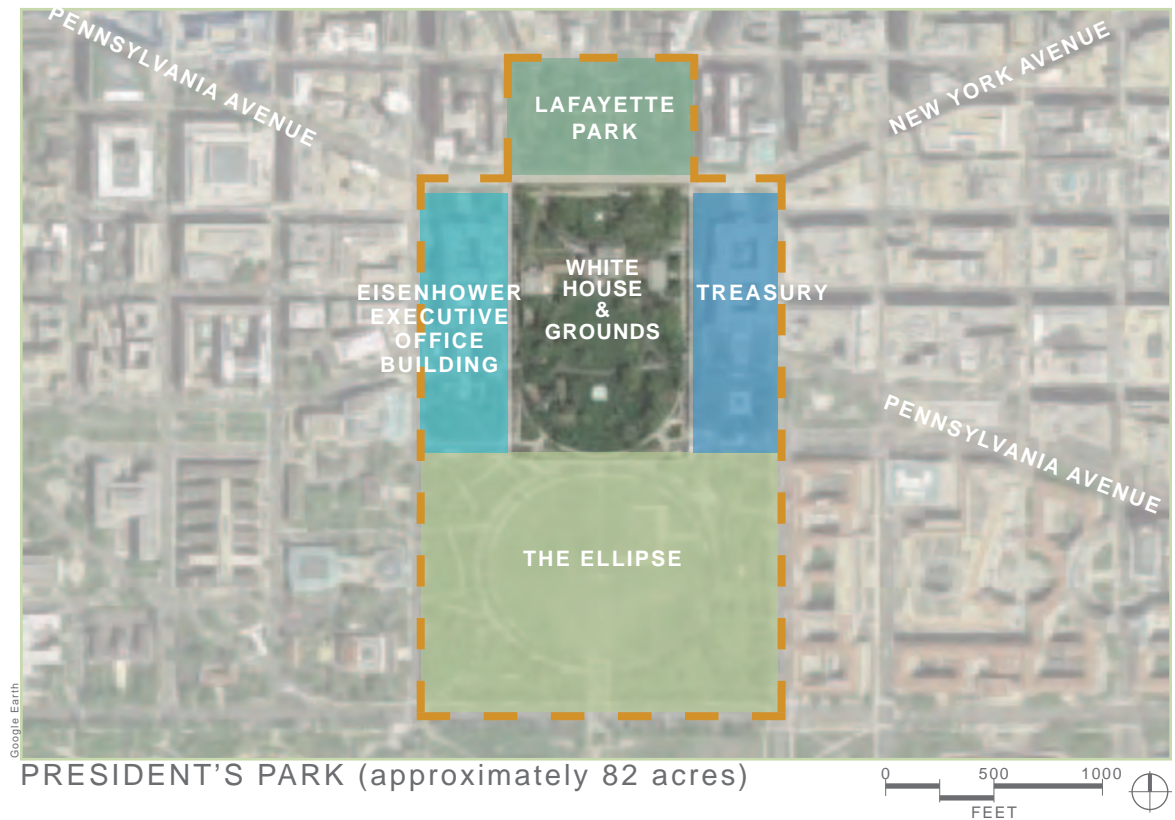 PENNSYLVANIA AVENUE
NEW YORK AVENUE
LAFAYETTE
PARK
EISENHOWER
EXECUTIVE
OFFICE
BUILDING
WHITE
HOUSE
&
GROUNDS
TREASURY
PENNSYLVANIA AVENUE
THE ELLIPSE
Google Earth
PRESIDENT’S PARK (approximately 82 acres)
0 500 1000
FEET